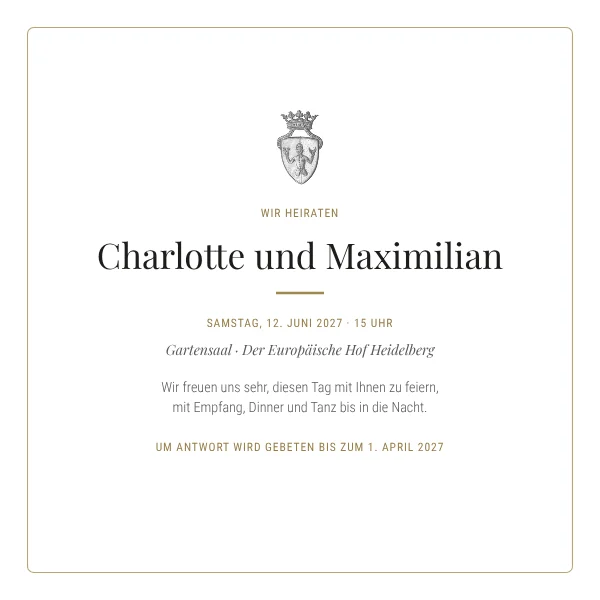 WIR HEIRATEN
Charlotte und Maximilian
SAMSTAG, 12. JUNI 2027 · 15 UHR
Gartensaal · Der Europäische Hof Heidelberg
Wir freuen uns sehr, diesen Tag mit Ihnen zu feiern,
mit Empfang, Dinner und Tanz bis in die Nacht.
UM ANTWORT WIRD GEBETEN BIS ZUM 1. APRIL 2027